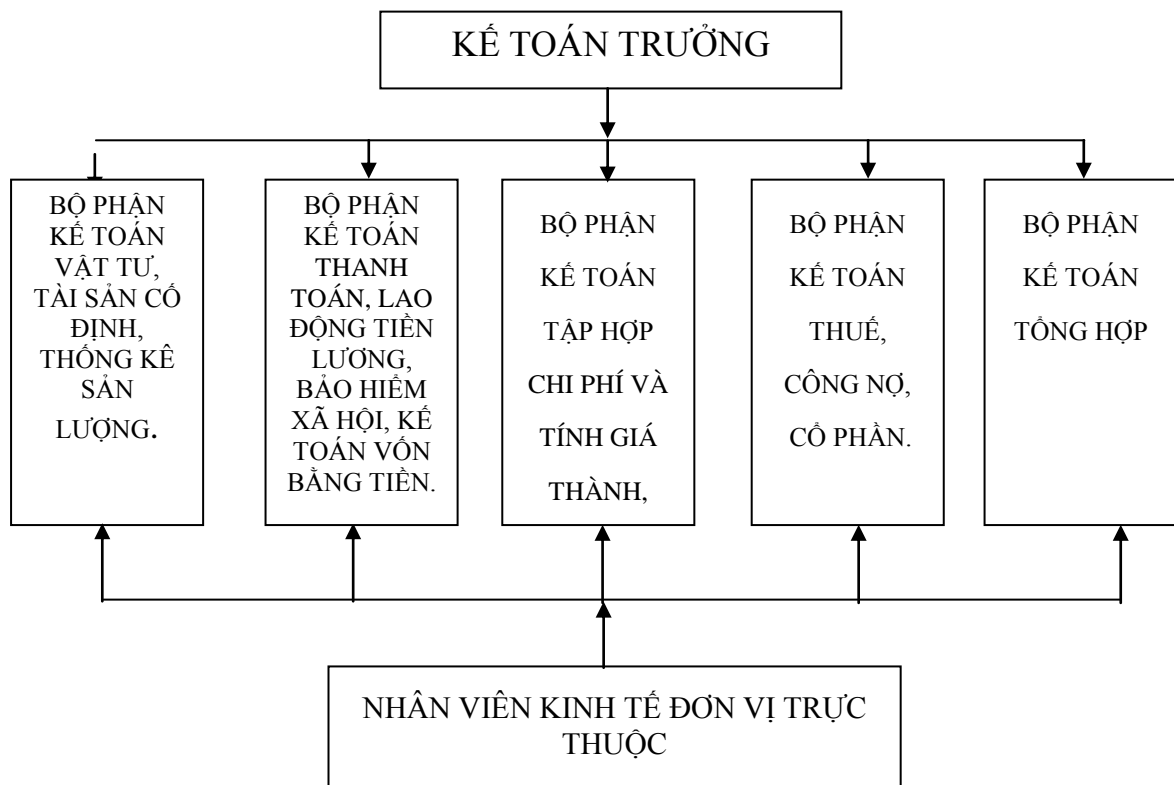 KẾ TOÁN TRƯỞNG
BỘ PHẬN
KẾ TOÁN
VẬT TƯ,
TÀI SẢN CỐ
ĐỊNH,
THỐNG KÊ
SẢN
LƯỢNG.
BỘ PHẬN
KẾ TOÁN
THANH
TOÁN, LAO
ĐỘNG TIỀN
LƯƠNG,
BẢO HIỂM
XÃ HỘI, KẾ
TOÁN VỐN
BẰNG TIỀN.
BỘ PHẬN
KẾ TOÁN
TẬP HỢP
CHI PHÍ VÀ
TÍNH GIÁ
THÀNH,
BỘ PHẬN
KẾ TOÁN
THUẾ,
CÔNG NỢ,
CỔ PHẦN.
BỘ PHẬN
KẾ TOÁN
TỔNG HỢP
NHÂN VIÊN KINH TẾ ĐƠN VỊ TRỰC
THUỘC